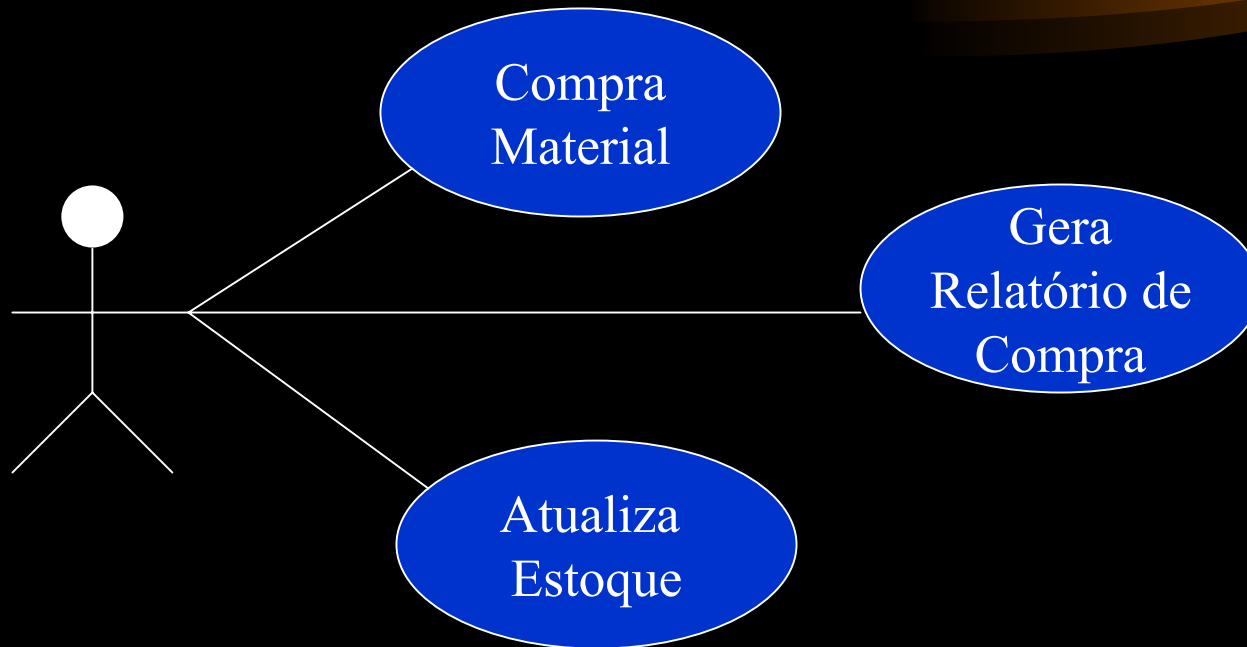 Compra
Material
Gera
Relatório de
Compra
Atualiza
Estoque